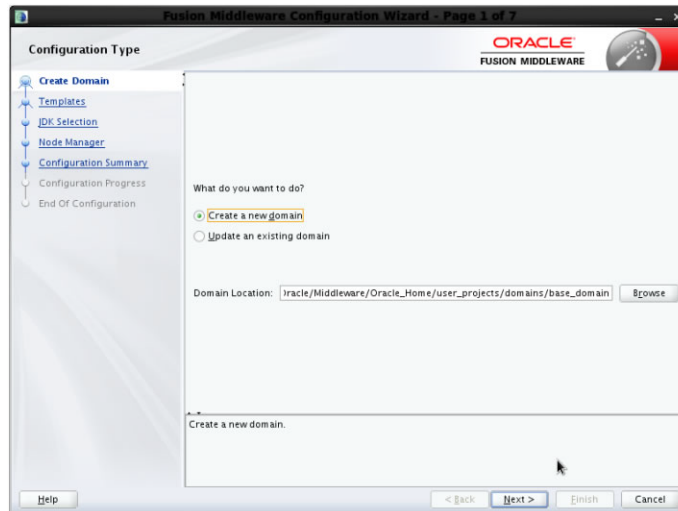 Fusion Middleware Configuration Wizard - Page 1 of 7
Configuration Type
ORACLE
FUSION MIDDLEWARE
Create Domain
Templates
JDK Selection
Node Manager
Configuration Summary
Configuration Progress
End Of Configuration
What do you want to do?
Create a new domain
Update an existing domain
Domain Location: )racle/Middleware/Oracle_Home/user_projects/domains/base_domain Browse
Create a new domain.
Help < Back Next > Finish Cancel